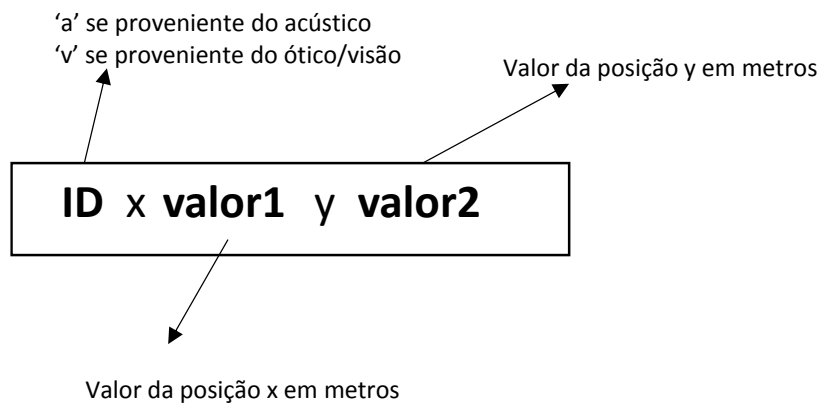 ‘a’ se proveniente do acústico
‘v’ se proveniente do ótico/visão
Valor da posição y em metros
ID x valor1 y valor2
Valor da posição x em metros